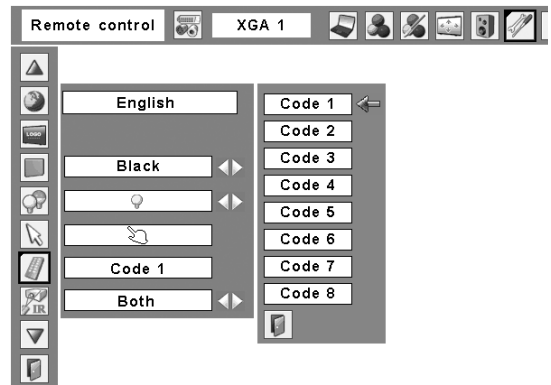 Remote control
XGA 1
LOGO
IR
English
Black
Code 1
Both
Code 1
Code 2
Code 3
Code 4
Code 5
Code 6
Code 7
Code 8